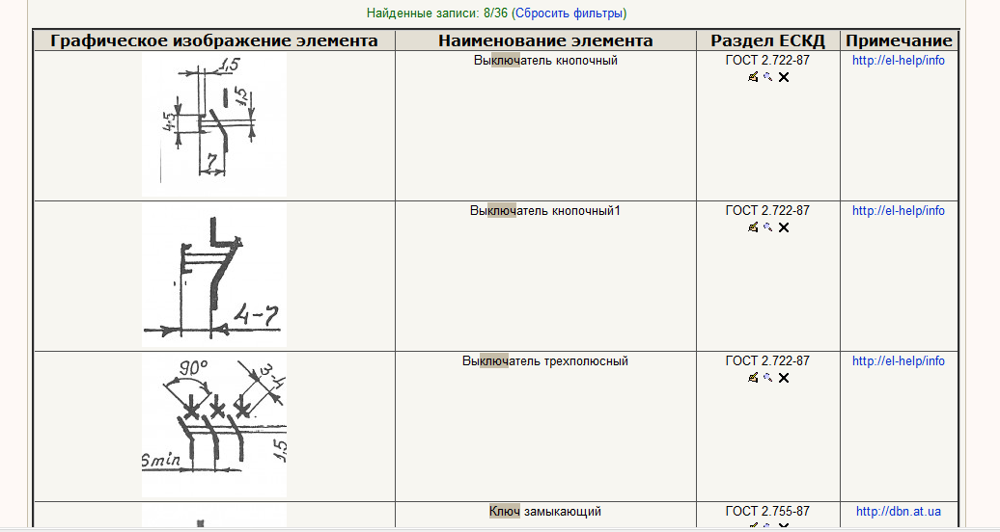 Найденные записи: 8/36 (Сбросить фильтры)
Графическое изображение элемента Наименование элемента Раздел ЕСКД Примечание
1,5
1,5
4-5
7
Выключатель кнопочный ГОСТ 2.722-87 http://el-help/info
4-7
Выключатель кнопочный1 ГОСТ 2.722-87 http://el-help/info
90°
3-4
6min
1,5
Выключатель трехполюсный ГОСТ 2.722-87 http://el-help/info
Ключ замыкающий ГОСТ 2.755-87 http://dbn.at.ua